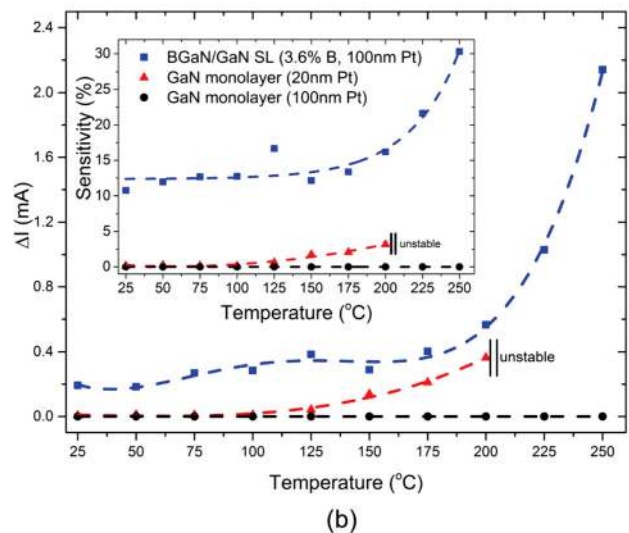 BGaN/GaN SL (3.6% B, 100nm Pt)
GaN monolayer (20nm Pt)
GaN monolayer (100nm Pt)
Sensitivity (%)
30
25
20
15
10
5
0
unstable
25 50 75 100 125 150 175 200 225 250
Temperature (°C)
ΔI (mA)
2.4
2.0
1.6
1.2
0.8
0.4
0.0
unstable
25 50 75 100 125 150 175 200 225 250
Temperature (°C)
(b)